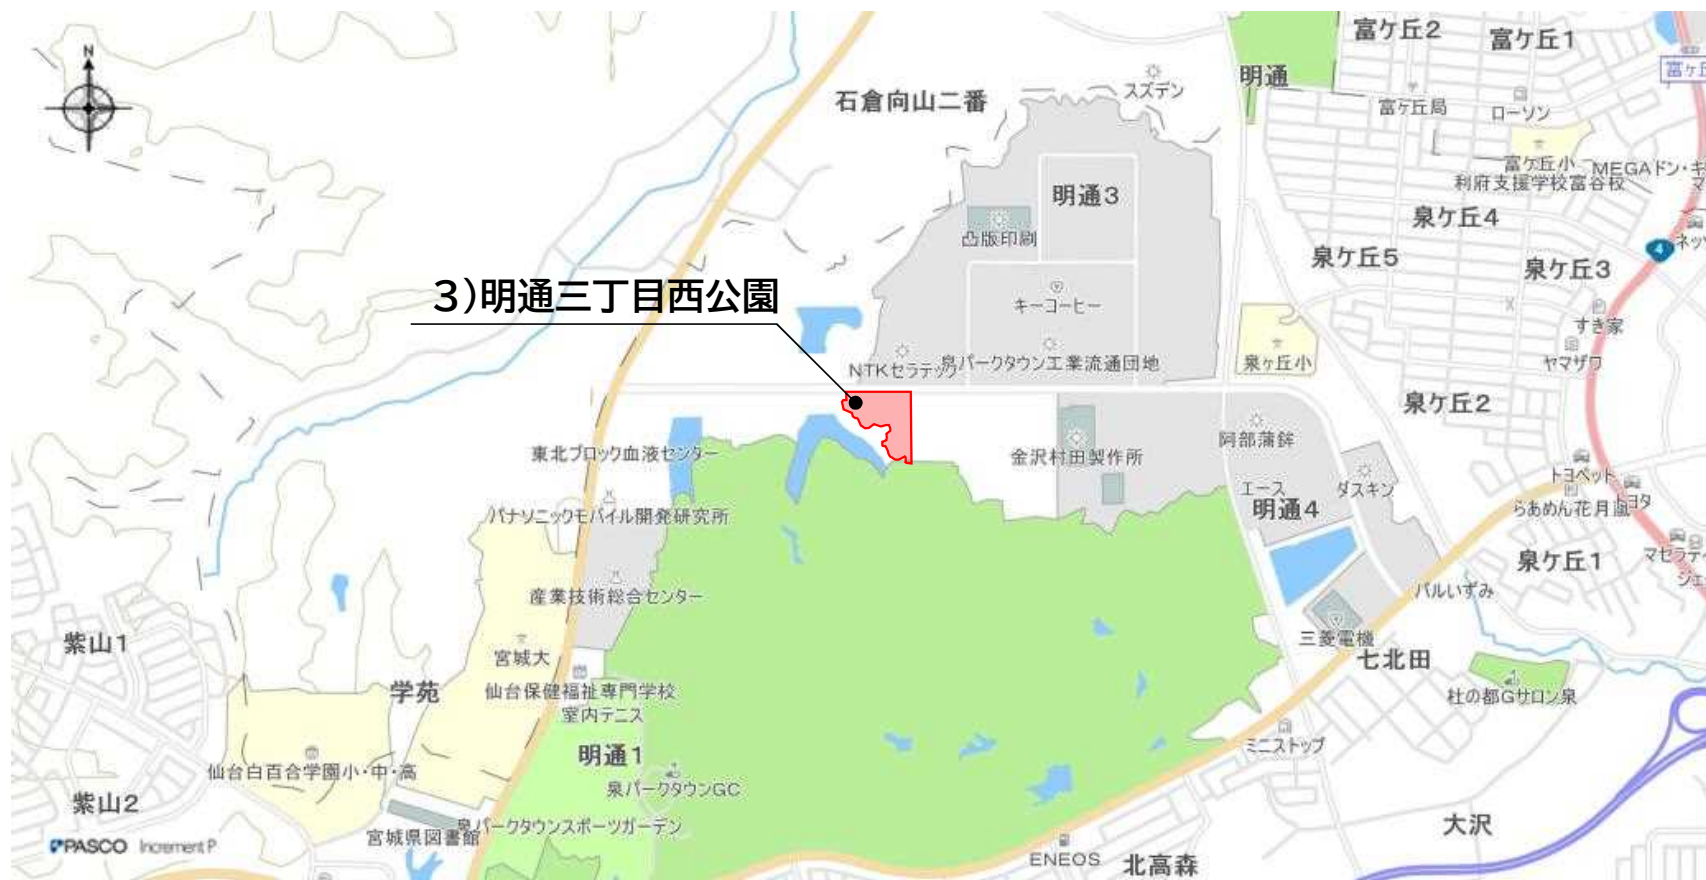 N
富ケ丘2
富ケ丘1
明通
石倉向山二番
スズデン
富ケ丘局
ローソン
富ケ丘小
MEGAドン・キ
利府支援学校富谷校
明通3
凸版印刷
泉ケ丘4
泉ケ丘5
泉ケ丘3
4
3)明通三丁目西公園
キーコーヒー
すき家
NTKセラテック
泉パークタウン工業流通団地
泉ヶ丘小
ヤマザワ
泉ケ丘2
東北ブロック血液センター
金沢村田製作所
阿部蒲鉾
エース
ダスキン
トヨペット
トヨタ
らあめん花月嵐
明通4
パナソニックモバイル開発研究所
泉ケ丘1
マセラティ
産業技術総合センター
パルいずみ
三菱電機
七北田
紫山1
宮城大
学苑
仙台保健福祉専門学校
室内テニス
杜の都Gサロン泉
ミニストップ
明通1
仙台白百合学園小・中・高
泉パークタウンGC
紫山2
宮城県図書館
泉パークタウンスポーツガーデン
大沢
PASCO Increment P
ENEOS
北高森